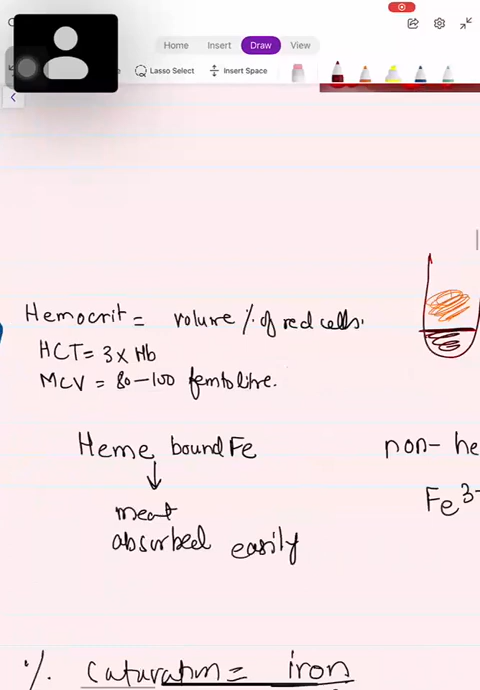 Home Insert Draw View
Lasso Select Insert Space
Hemocrit = volume % of red cells.
HCT = 3 x Hb
MCV = 80-100 femtolitre.
Heme bound Fe
non-he
Fe3-
meat
absorbed easily
%. Caturation = iron